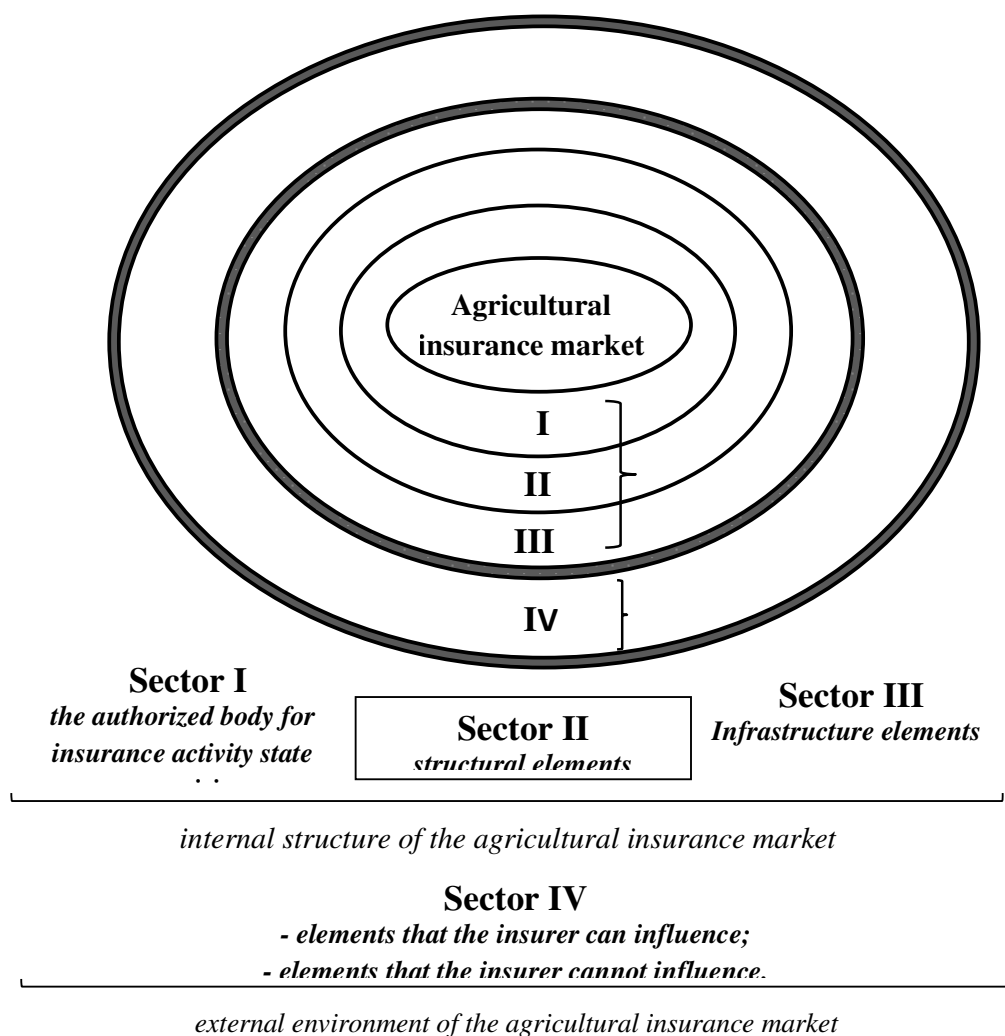 Agricultural
insurance market
I
II
III
IV
Sector I
the authorized body for
insurance activity state
Sector II
structural elements
Sector III
Infrastructure elements
internal structure of the agricultural insurance market
Sector IV
- elements that the insurer can influence;
- elements that the insurer cannot influence.
external environment of the agricultural insurance market